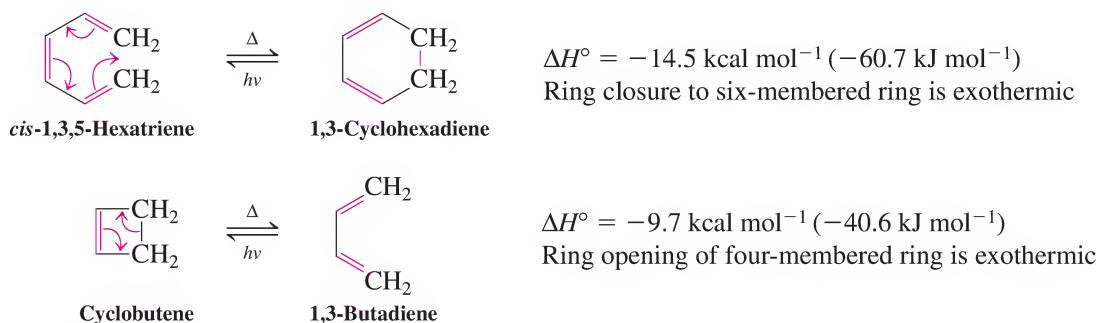 CH₂
CH₂
Δ
hν
CH₂
CH₂
ΔH° = −14.5 kcal mol⁻¹ (−60.7 kJ mol⁻¹)
Ring closure to six-membered ring is exothermic
cis-1,3,5-Hexatriene
1,3-Cyclohexadiene
CH₂
CH₂
Δ
hν
CH₂
CH₂
ΔH° = −9.7 kcal mol⁻¹ (−40.6 kJ mol⁻¹)
Ring opening of four-membered ring is exothermic
Cyclobutene
1,3-Butadiene